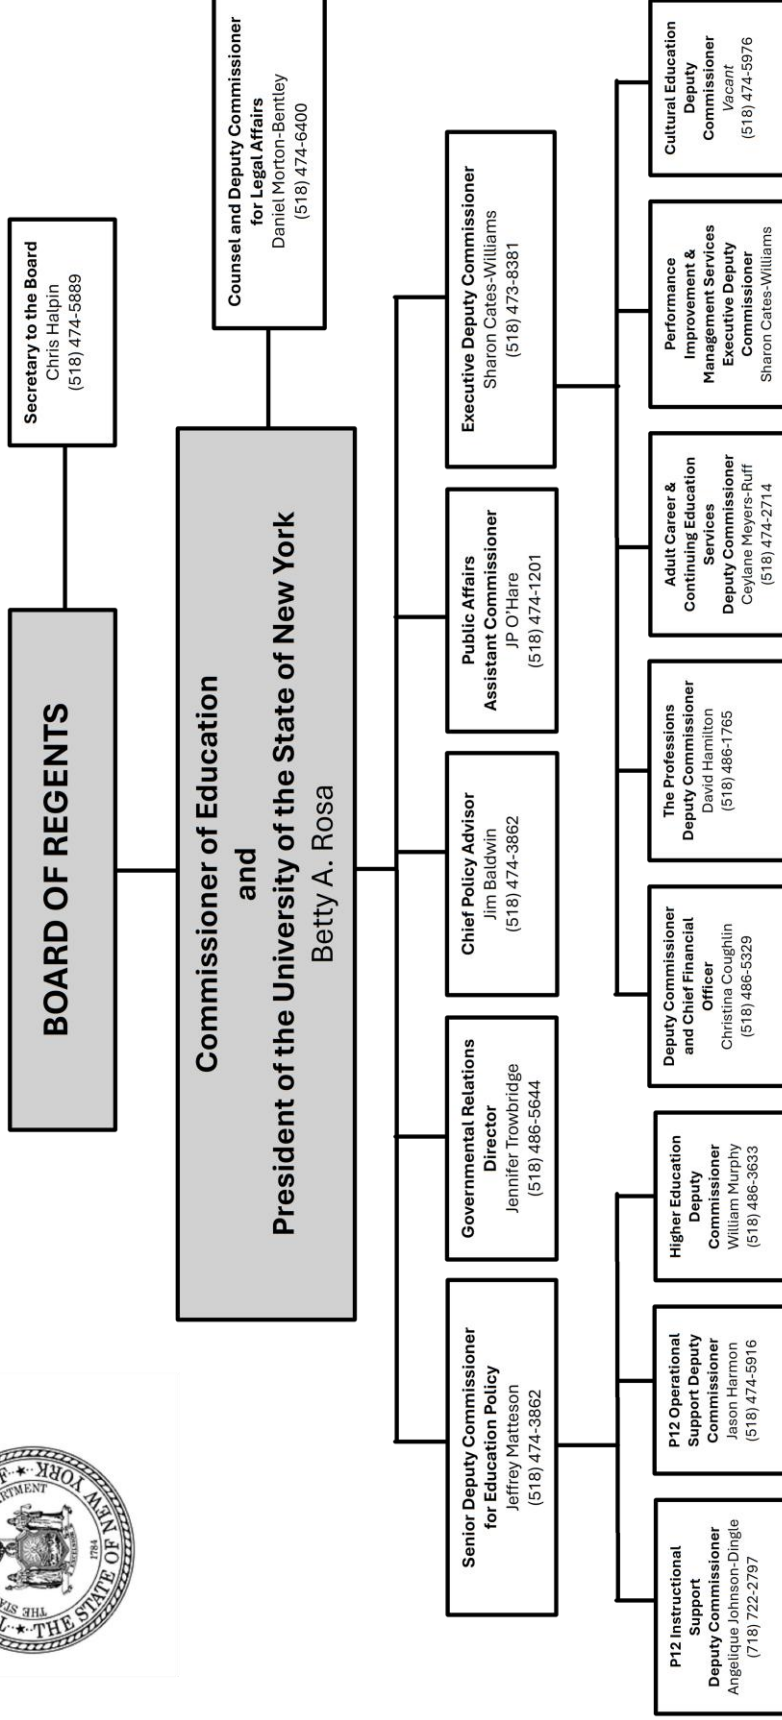 THE STATE OF NEW YORK
1784
BOARD OF REGENTS
Secretary to the Board
Chris Halpin
(518) 474-5889
Commissioner of Education
and
President of the University of the State of New York
Betty A. Rosa
Counsel and Deputy Commissioner
for Legal Affairs
Daniel Morton-Bentley
(518) 474-6400
Senior Deputy Commissioner
for Education Policy
Jeffrey Matteson
(518) 474-3862
Governmental Relations
Director
Jennifer Trowbridge
(518) 486-5644
Chief Policy Advisor
Jim Baldwin
(518) 474-3862
Public Affairs
Assistant Commissioner
JP O'Hare
(518) 474-1201
Executive Deputy Commissioner
Sharon Cates-Williams
(518) 473-8381
P12 Instructional
Support
Deputy Commissioner
Angelique Johnson-Dingle
(718) 722-2797
P12 Operational
Support Deputy
Commissioner
Jason Harmon
(518) 474-5916
Higher Education
Deputy
Commissioner
William Murphy
(518) 486-3633
Deputy Commissioner
and Chief Financial
Officer
Christina Coughlin
(518) 486-5329
The Professions
Deputy Commissioner
David Hamilton
(518) 486-1765
Adult Career &
Continuing Education
Services
Deputy Commissioner
Ceylane Meyers-Ruff
(518) 474-2714
Performance
Improvement &
Management Services
Executive Deputy
Commissioner
Sharon Cates-Williams
Cultural Education
Deputy
Commissioner
Vacant
(518) 474-5976